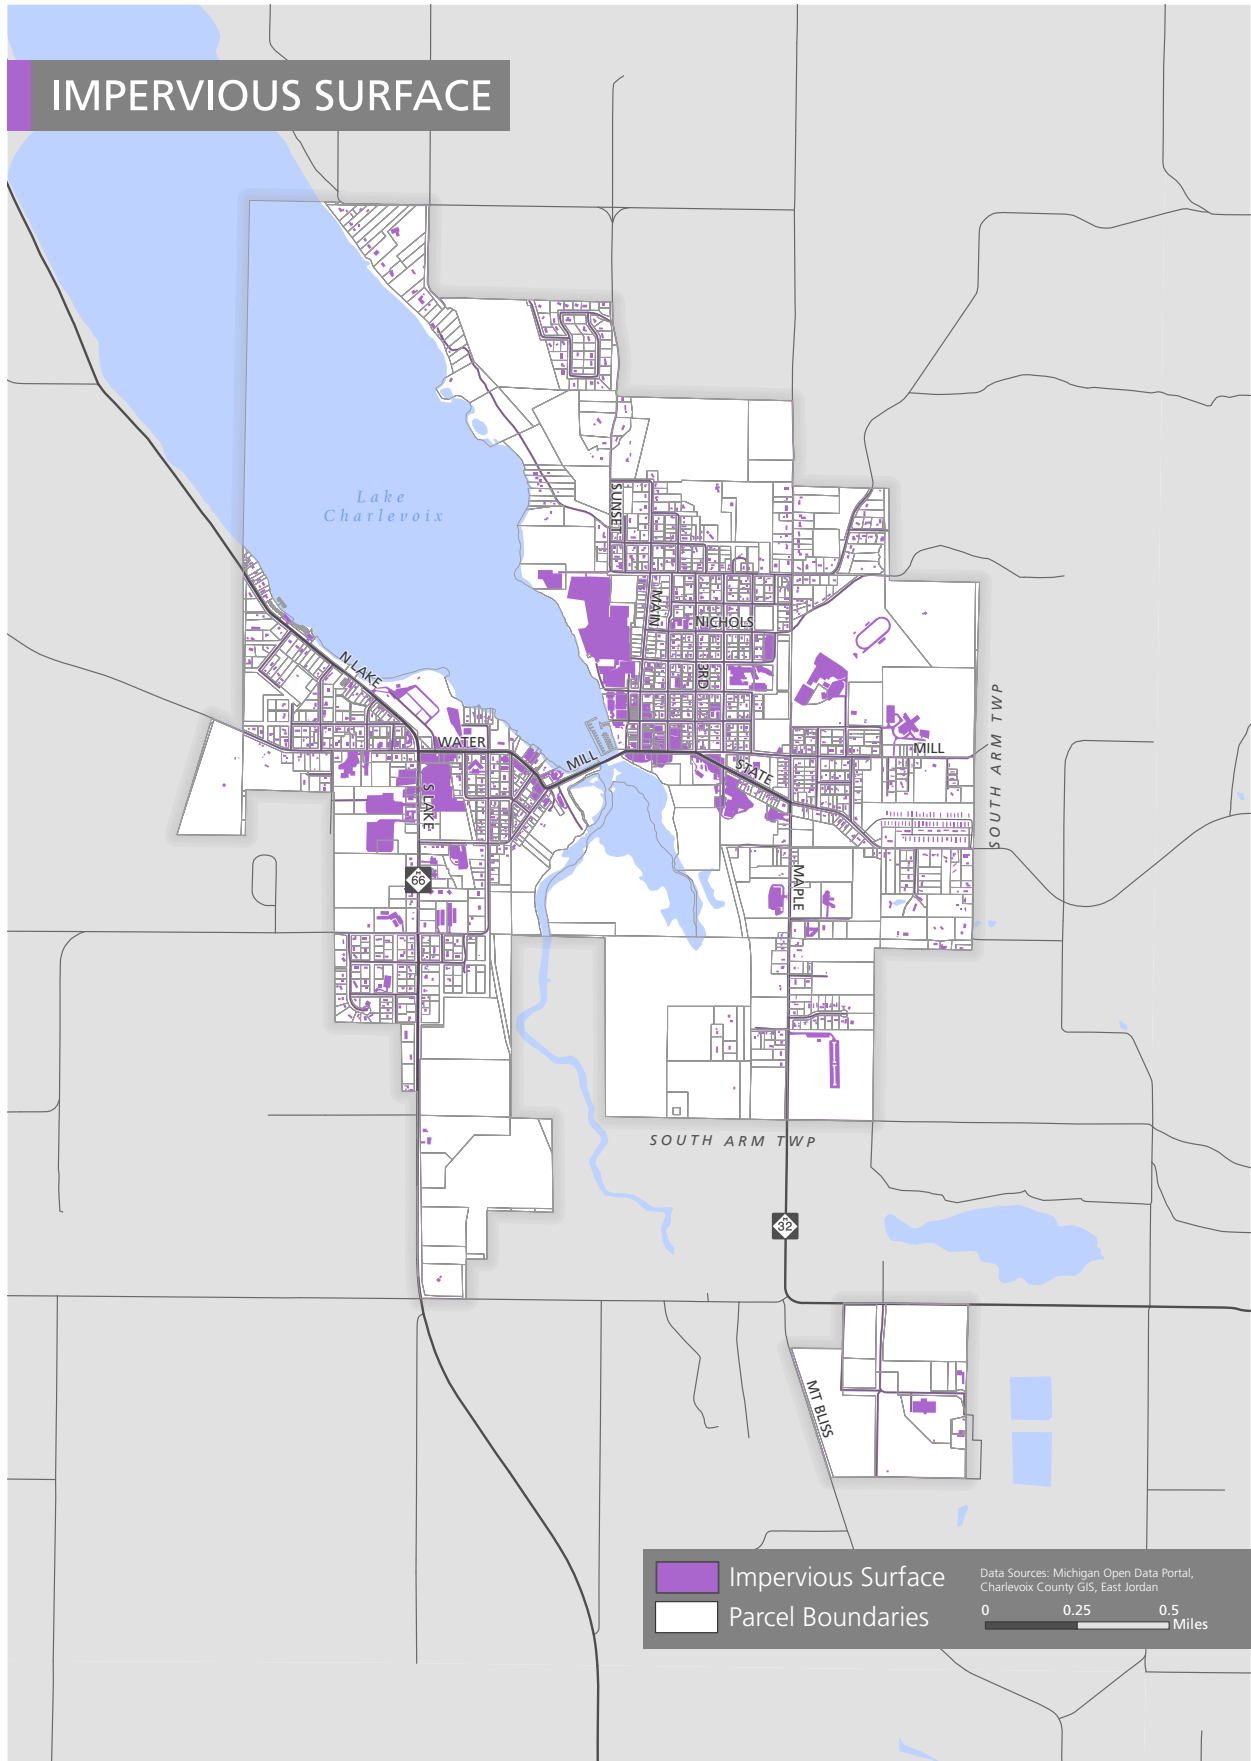 IMPERVIOUS SURFACE
Lake
Charlevoix
SUNSET
MAIN
NICHOLS
3RD
N LAKE
WATER
MILL
MILL
STATE
S LAKE
SOUTH ARM TWP
MAPLE
M
66
SOUTH ARM TWP
M
32
MT BLISS
Impervious Surface
Parcel Boundaries
Data Sources: Michigan Open Data Portal,
Charlevoix County GIS, East Jordan
0 0.25 0.5
Miles